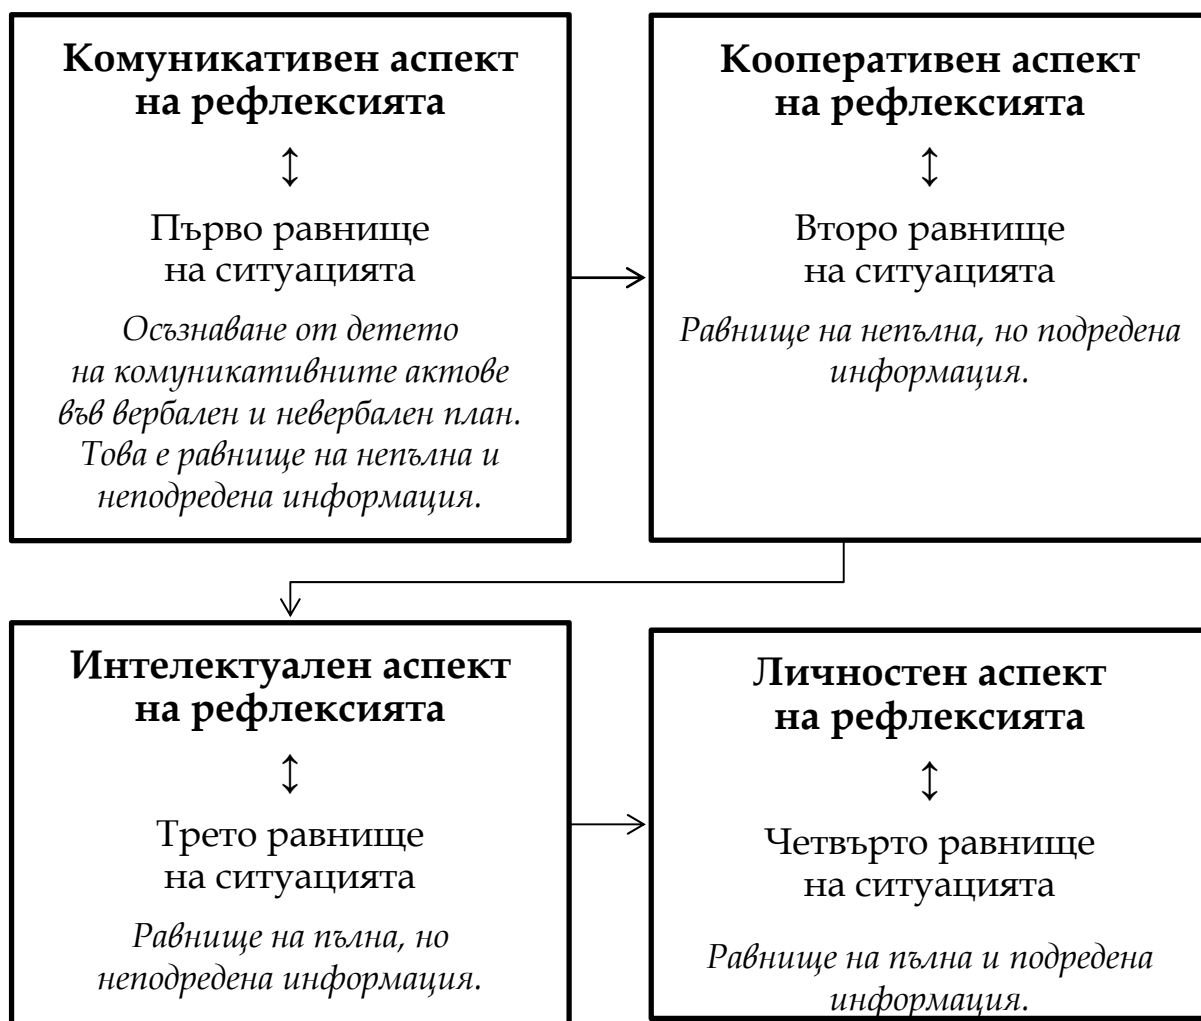 Комуникативен аспект
на рефлексията
↕
Първо равнище
на ситуацията
Осъзнаване от детето
на комуникативните актове
във вербален и невербален план.
Това е равнище на непълна и
неподредена информация.
Кооперативен аспект
на рефлексията
↕
Второ равнище
на ситуацията
Равнище на непълна, но подредена
информация.
Интелектуален аспект
на рефлексията
↕
Трето равнище
на ситуацията
Равнище на пълна, но
неподредена информация.
Личностен аспект
на рефлексията
↕
Четвърто равнище
на ситуацията
Равнище на пълна и подредена
информация.